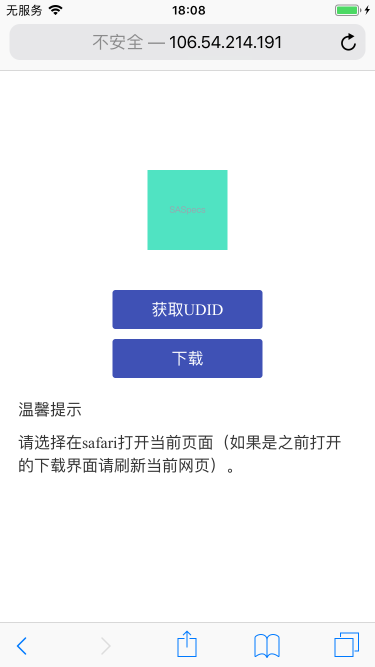 无服务 18:08
不安全 — 106.54.214.191
获取UDID
下载
温馨提示
请选择在safari打开当前页面（如果是之前打开
的下载界面请刷新当前网页）。